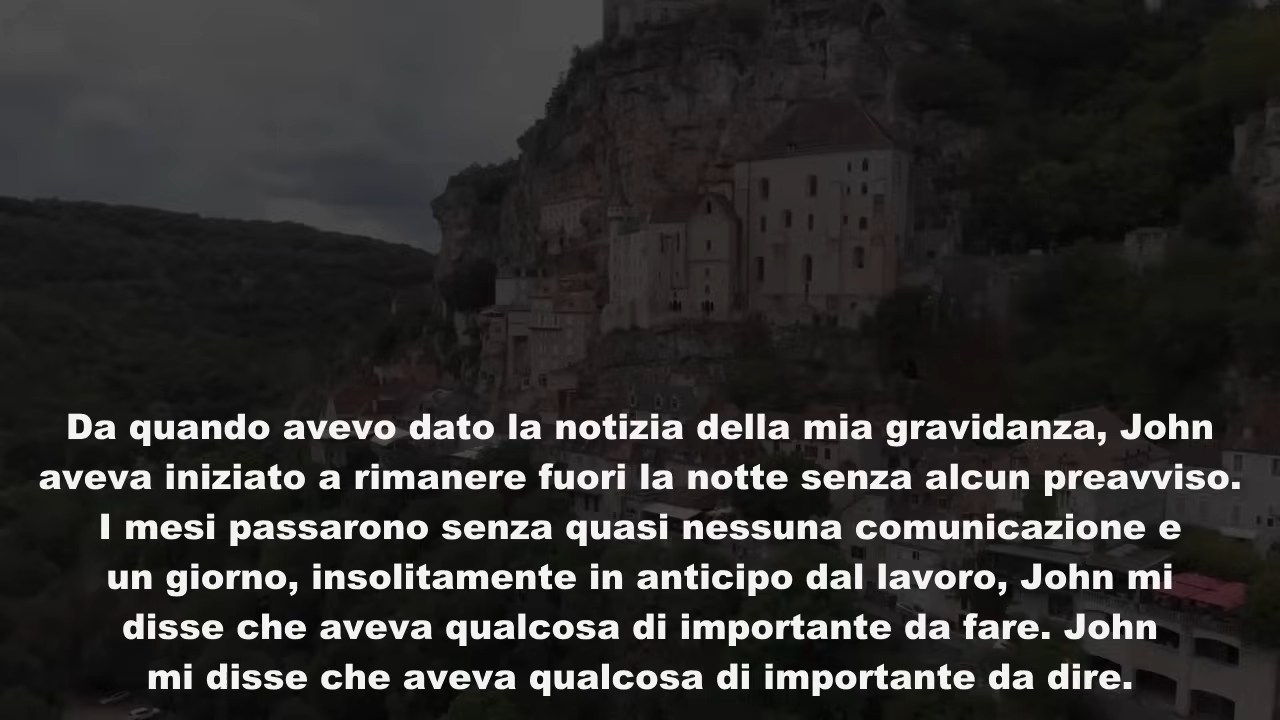 Da quando avevo dato la notizia della mia gravidanza, John
aveva iniziato a rimanere fuori la notte senza alcun preavviso.
I mesi passarono senza quasi nessuna comunicazione e
un giorno, insolitamente in anticipo dal lavoro, John mi
disse che aveva qualcosa di importante da fare. John
mi disse che aveva qualcosa di importante da dire.